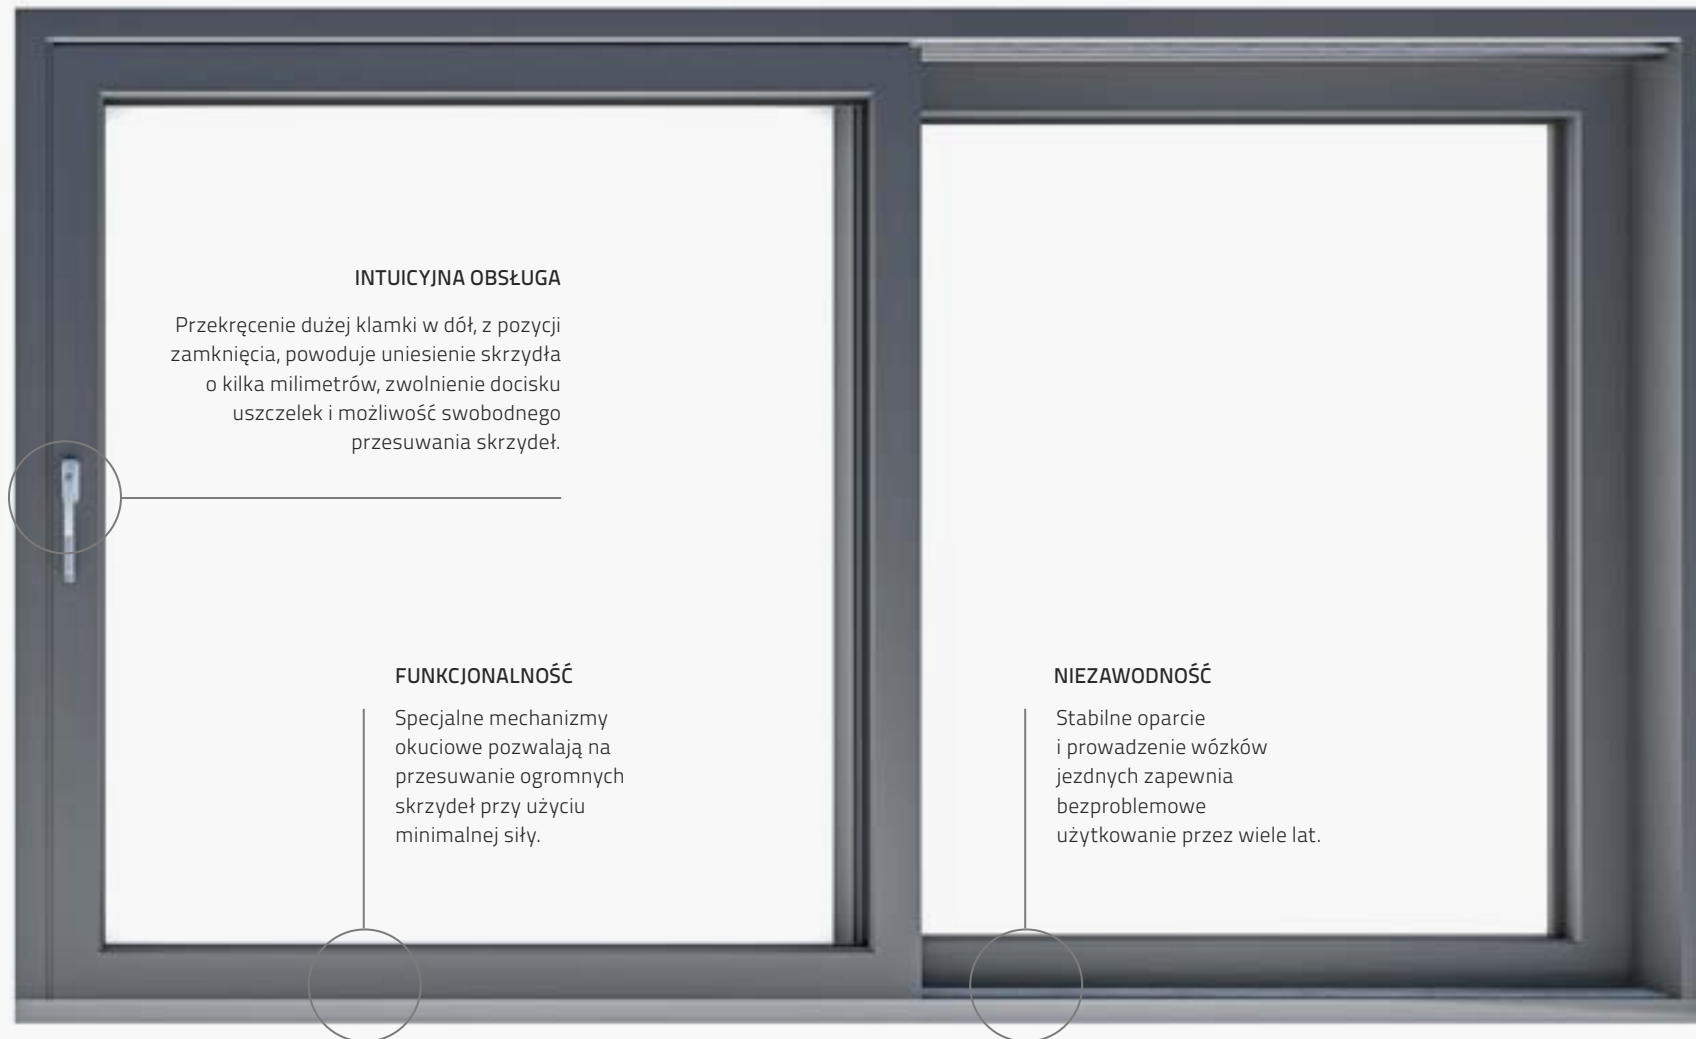 INTUICYJNA OBSŁUGA
Przekręcenie dużej klamki w dół, z pozycji
zamknięcia, powoduje uniesienie skrzydła
o kilka milimetrów, zwolnienie docisku
uszczelek i możliwość swobodnego
przesuwania skrzydeł.
FUNKCJONALNOŚĆ
Specjalne mechanizmy
okuciowe pozwalają na
przesuwanie ogromnych
skrzydeł przy użyciu
minimalnej siły.
NIEZAWODNOŚĆ
Stabilne oparcie
i prowadzenie wózków
jezdnych zapewnia
bezproblemowe
użytkowanie przez wiele lat.